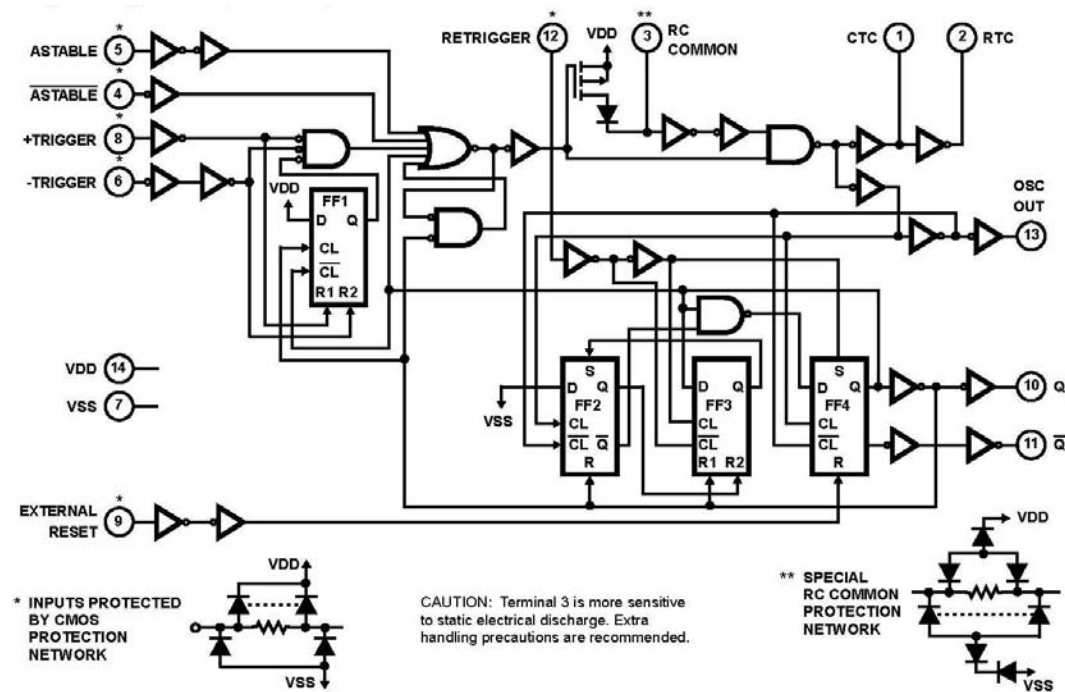 *
ASTABLE 5
*
ASTABLE 4
*
+TRIGGER 8
*
-TRIGGER 6
*
RETRIGGER 12
**
3 RC
COMMON
VDD
CTC 1
2 RTC
OSC
OUT
13
VDD
FF1
D Q
CL
CL
R1 R2
VDD 14
VSS 7
VSS
S
D Q
FF2
CL
CL Q
R
D Q
FF3
CL
CL
R1 R2
S
D Q
FF4
CL
CL
R
10 Q
11 Q
*
EXTERNAL
RESET 9
* INPUTS PROTECTED
BY CMOS
PROTECTION
NETWORK
VDD
VSS
CAUTION: Terminal 3 is more sensitive
to static electrical discharge. Extra
handling precautions are recommended.
** SPECIAL
RC COMMON
PROTECTION
NETWORK
VDD
VSS